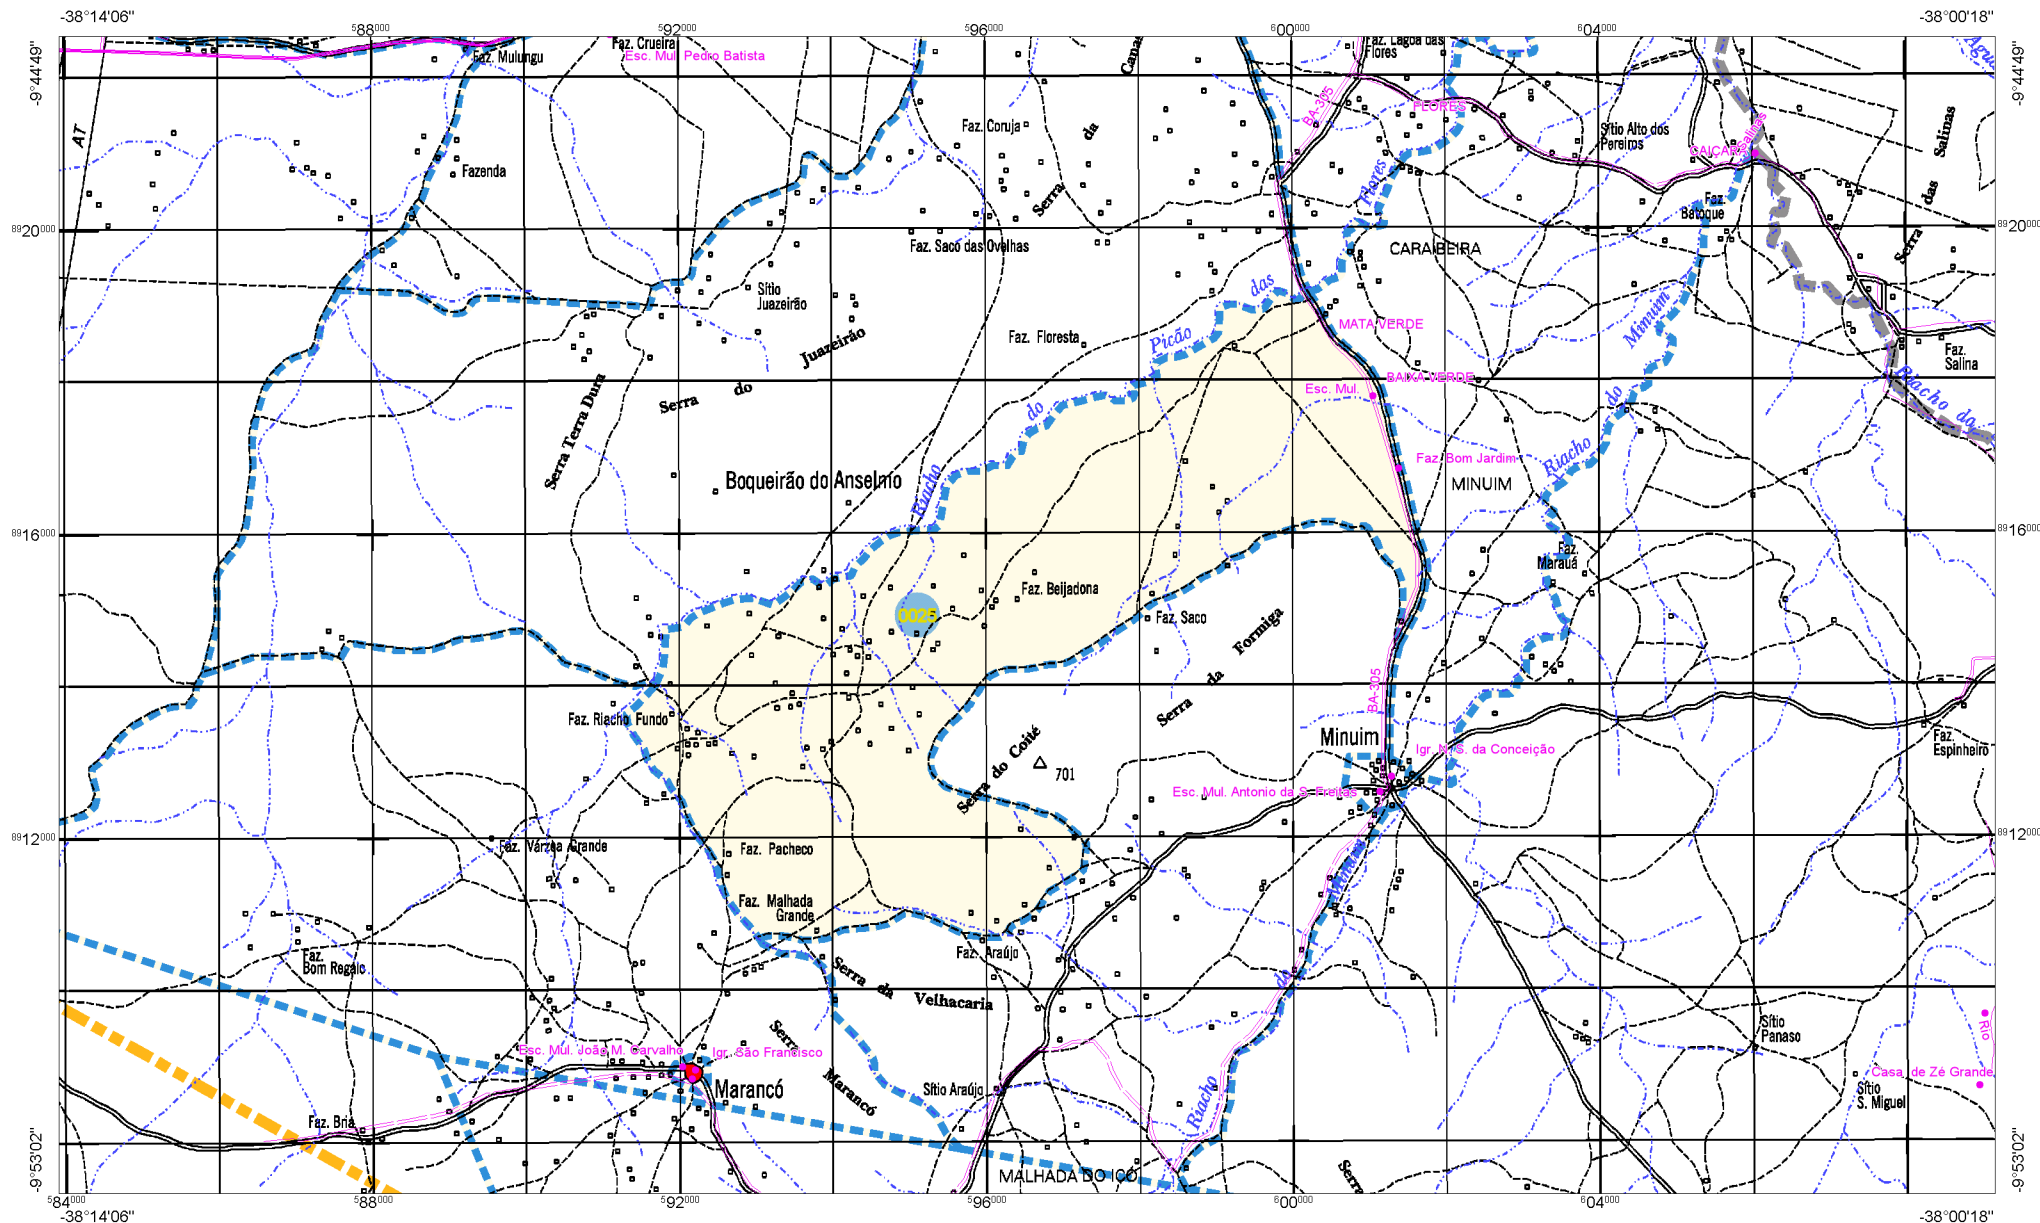 -38°14'06"
-38°00'18"
588000
592000
596000
600000
604000
-9°44'49"
-9°44'49"
Faz. Mulungu
Faz. Crueira
Esc. Mul. Pedro Batista
Faz. Lagoa das
Flores
BA-305
FLORES
AT
Faz. Coruja
Serra
da
Sítio Alto dos
Pereiros
CAIÇARA
Salinas
Serra
das
Salinas
Fazenda
Flores
Faz.
Batoque
8920000
8920000
Faz. Saco das Ovelhas
CARAIBEIRA
Sítio
Juazeirão
das
Minuim
MATA VERDE
Faz. Floresta
Picão
Faz.
Salina
Serra
do
Juazeirão
BAIXA VERDE
Esc. Mul.
Riacho do
Serra Terra Dura
do
do
Riacho
Faz. Bom Jardim
MINUIM
Boqueirão do Anselmo
Riacho
8916000
8916000
Faz.
Marauá
Faz. Beijadona
0025
Faz. Saco
Serra
da
Formiga
BA-305
Faz. Riacho Fundo
Serra do Coité
701
Minuim
Igr. N. S. da Conceição
Faz.
Espinheiro
Esc. Mul. Antonio da S. Freitas
8912000
8912000
Faz. Várzea Grande
Faz. Pacheco
Minuim
Faz. Malhada
Grande
Faz.
Bom Regalo
Faz. Araújo
Serra
da
Velhacaria
do
Sítio
Panaso
Rio
Serra
Marancó
Esc. Mul. João M. Carvalho
Igr. São Francisco
Marancó
Sítio Araújo
Riacho
Casa de Zé Grande
Sítio
S. Miguel
Faz. Bria
MALHADA DO ICÓ
Serra
-9°53'02"
-9°53'02"
584000
588000
592000
596000
600000
604000
-38°14'06"
-38°00'18"